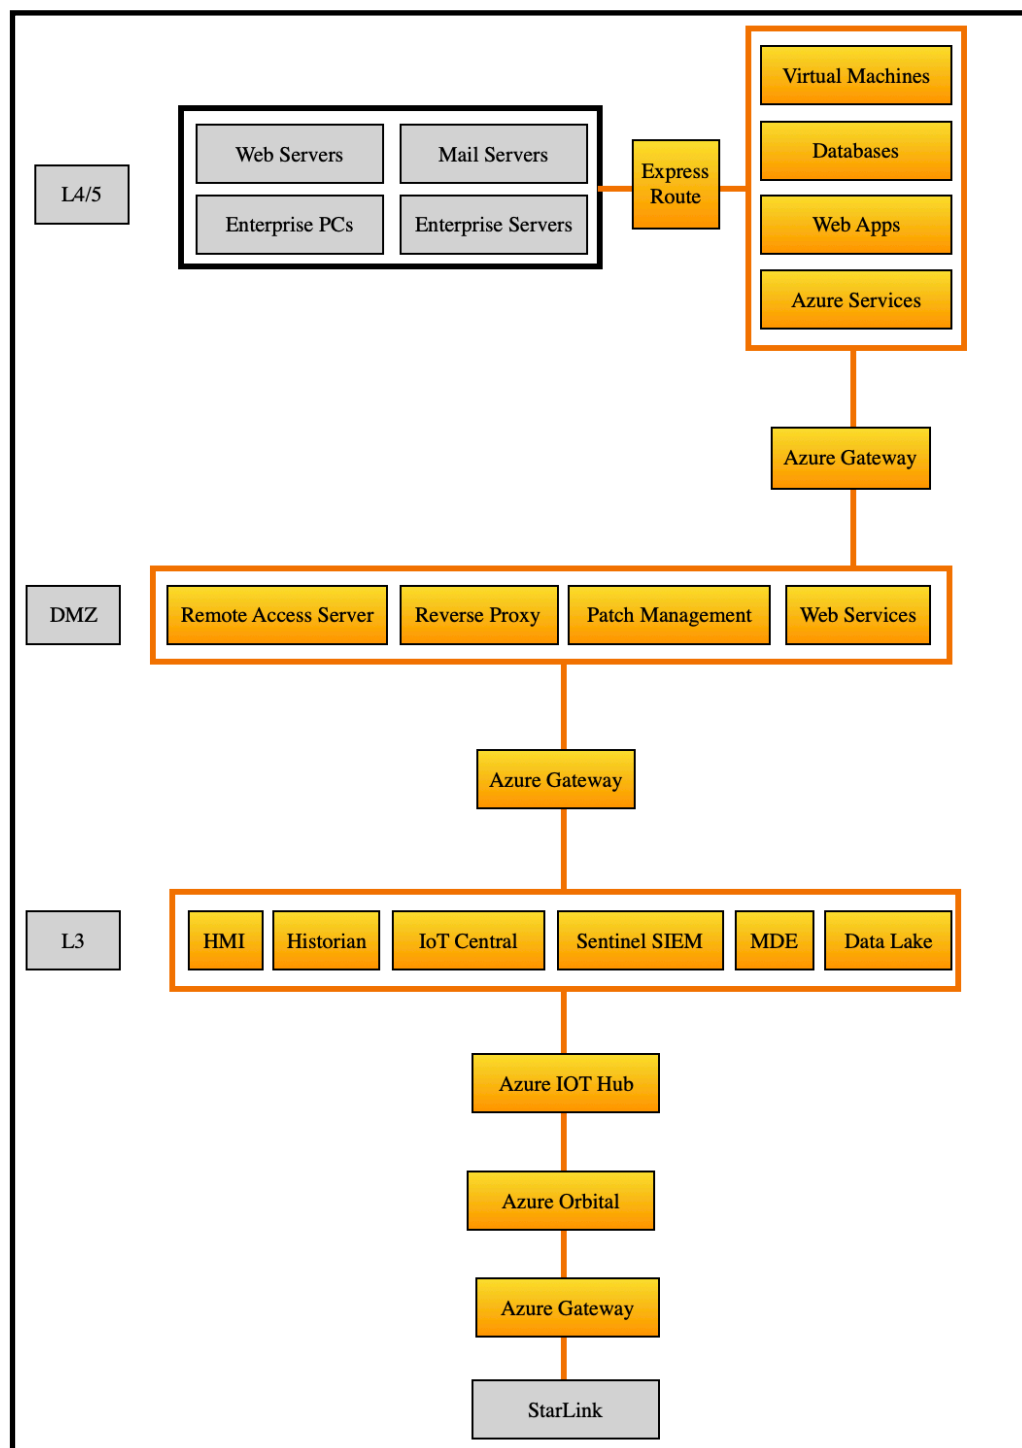 Virtual Machines
Web Servers
Mail Servers
Databases
Express
Route
L4/5
Enterprise PCs
Enterprise Servers
Web Apps
Azure Services
Azure Gateway
DMZ
Remote Access Server
Reverse Proxy
Patch Management
Web Services
Azure Gateway
L3
HMI
Historian
IoT Central
Sentinel SIEM
MDE
Data Lake
Azure IOT Hub
Azure Orbital
Azure Gateway
StarLink